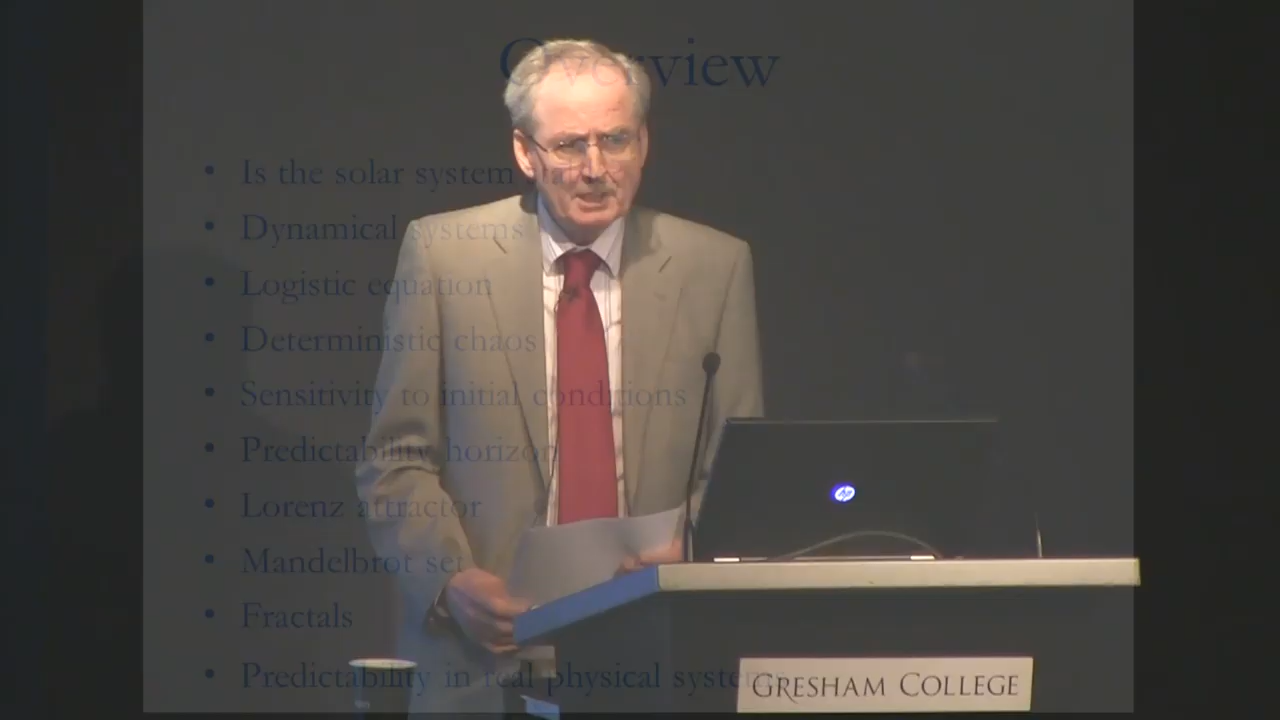 Overview
• Is the solar system
• Dynamical systems
• Logistic equation
• Deterministic chaos
• Sensitivity to initial conditions
• Predictability horizon
• Lorenz attractor
• Mandelbrot set
• Fractals
• Predictability in real physical systems
hp
GRESHAM COLLEGE